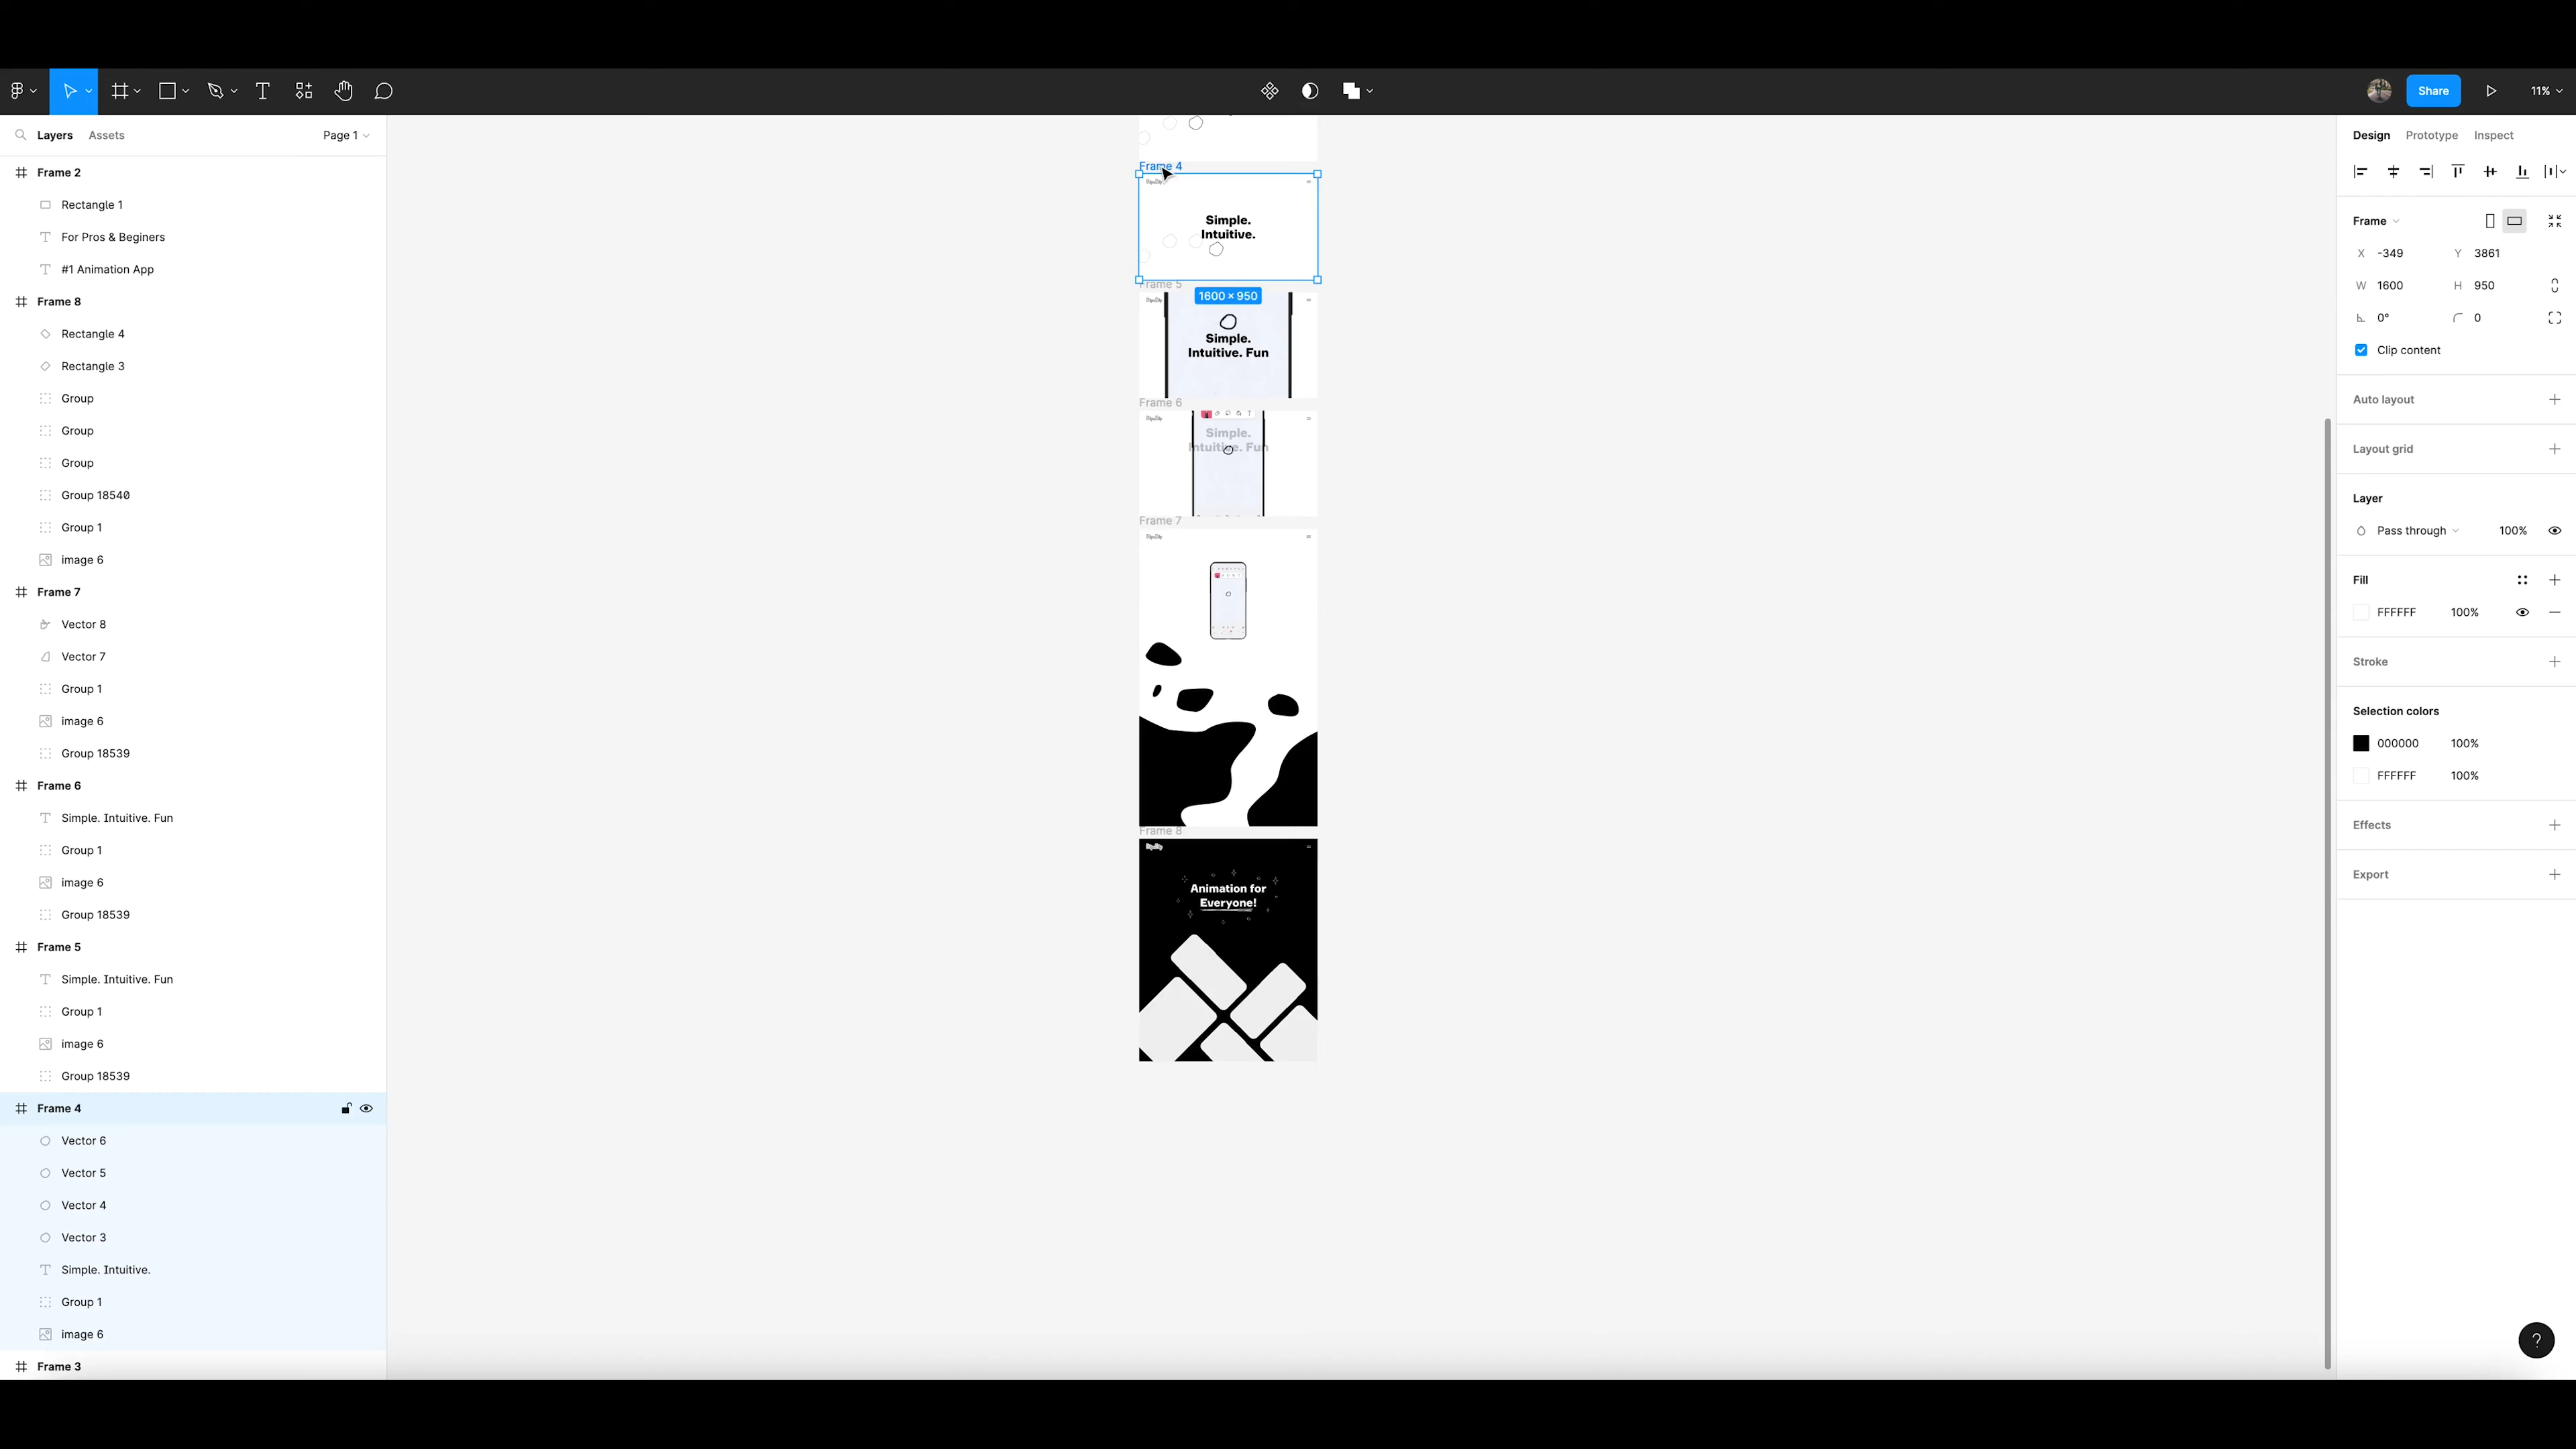 Share
11%
Layers
Assets
Page 1
Frame 2
Rectangle 1
For Pros & Beginers
#1 Animation App
Frame 8
Rectangle 4
Rectangle 3
Group
Group
Group
Group 18540
Group 1
image 6
Frame 7
Vector 8
Vector 7
Group 1
image 6
Group 18539
Frame 6
Simple. Intuitive. Fun
Group 1
image 6
Group 18539
Frame 5
Simple. Intuitive. Fun
Group 1
image 6
Group 18539
Frame 4
Vector 6
Vector 5
Vector 4
Vector 3
Simple. Intuitive.
Group 1
image 6
Frame 3
Frame 4
Simple.
Intuitive.
Frame 5
1600 × 950
Simple.
Intuitive. Fun
Frame 6
Simple.
Intuitive. Fun
Frame 7
Frame 8
Animation for
Everyone!
Design
Prototype
Inspect
Frame
X -349 Y 3861
W 1600 H 950
0° 0
Clip content
Auto layout
Layout grid
Layer
Pass through 100%
Fill
FFFFFF 100%
Stroke
Selection colors
000000 100%
FFFFFF 100%
Effects
Export
?